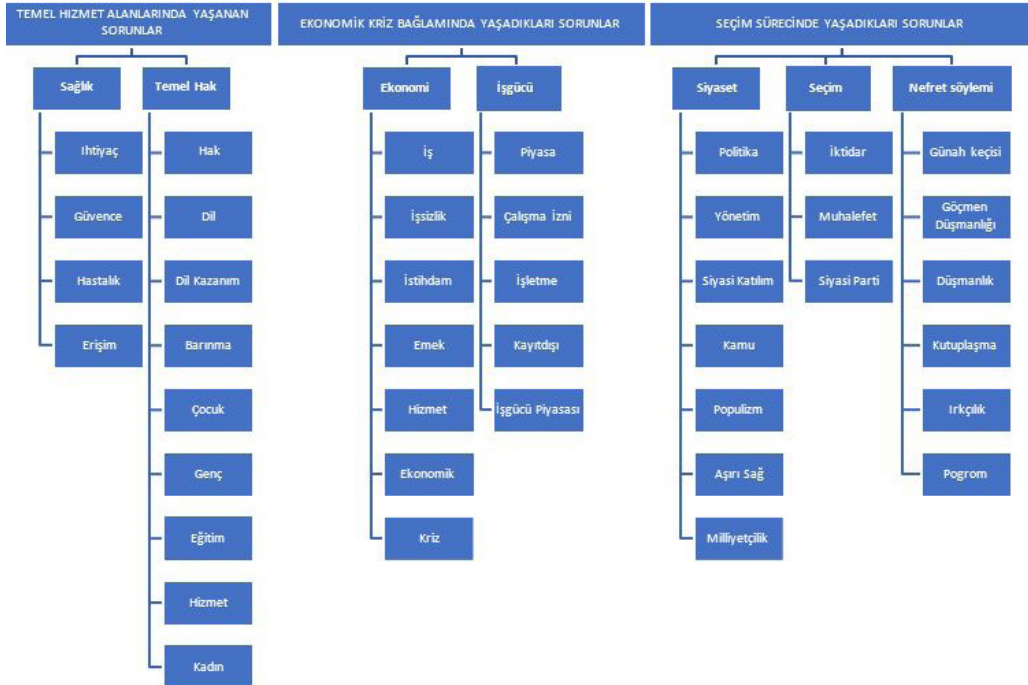 TEMEL HIZMET ALANLARINDA YAŞANAN
SORUNLAR
Sağlık
Ihtiyaç
Güvence
Hastalık
Erişim
Temel Hak
Hak
Dil
Dil Kazanım
Barınma
Çocuk
Genç
Eğitim
Hizmet
Kadın
EKONOMİK KRİZ BAĞLAMINDA YAŞADIKLARI SORUNLAR
Ekonomi
İş
İşsizlik
İstihdam
Emek
Hizmet
Ekonomik
Kriz
İşgücü
Piyasa
Çalışma İzni
İşletme
Kayıtdışı
İşgücü Piyasası
SEÇİM SÜRECİNDE YAŞADIKLARI SORUNLAR
Siyaset
Politika
Yönetim
Siyasi Katılım
Kamu
Populizm
Aşırı Sağ
Milliyetçilik
Seçim
İktidar
Muhalefet
Siyasi Parti
Nefret söylemi
Günah keçisi
Göçmen
Düşmanlığı
Düşmanlık
Kutuplaşma
Irkçılık
Pogrom